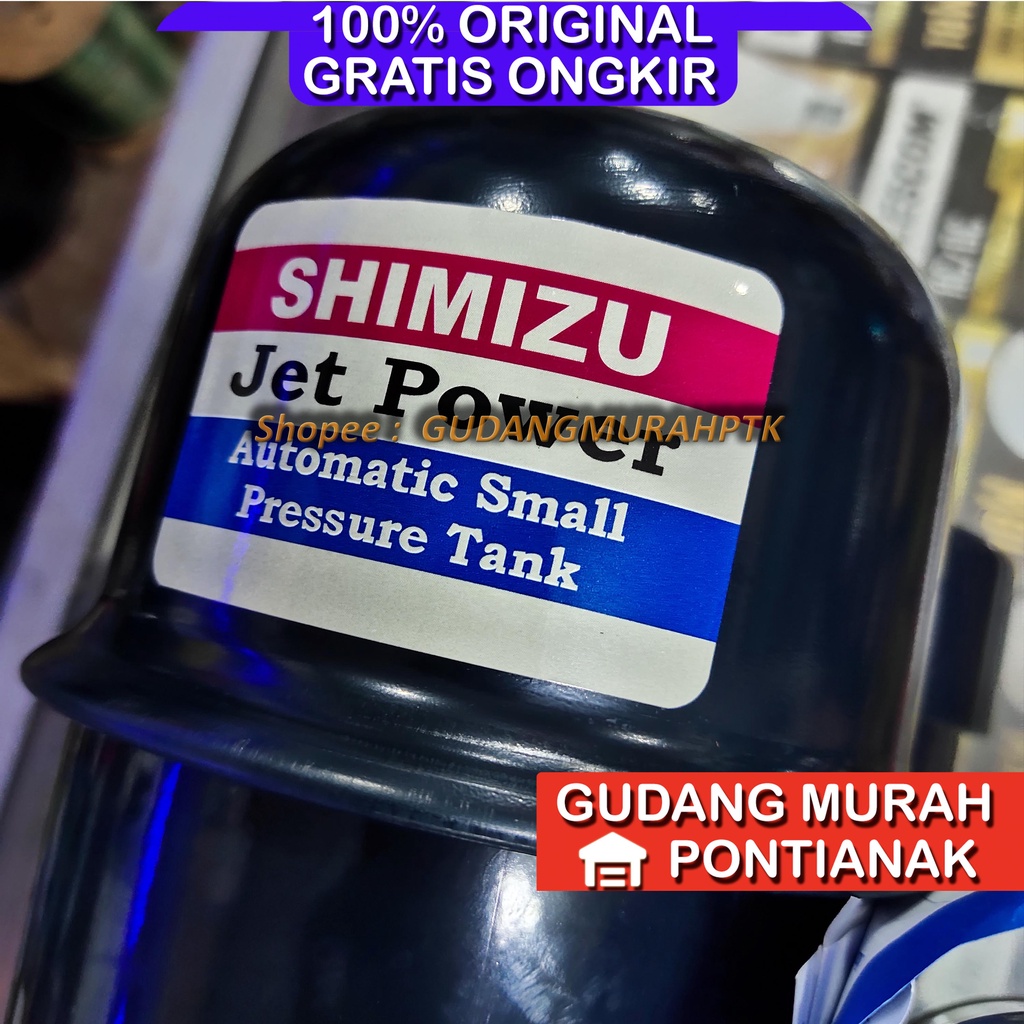 100% ORIGINAL
GRATIS ONGKIR
SHIMIZU
Jet Power
Shopee : GUDANGMURAHPTK
Automatic Small
Pressure Tank
GUDANG MURAH
PONTIANAK